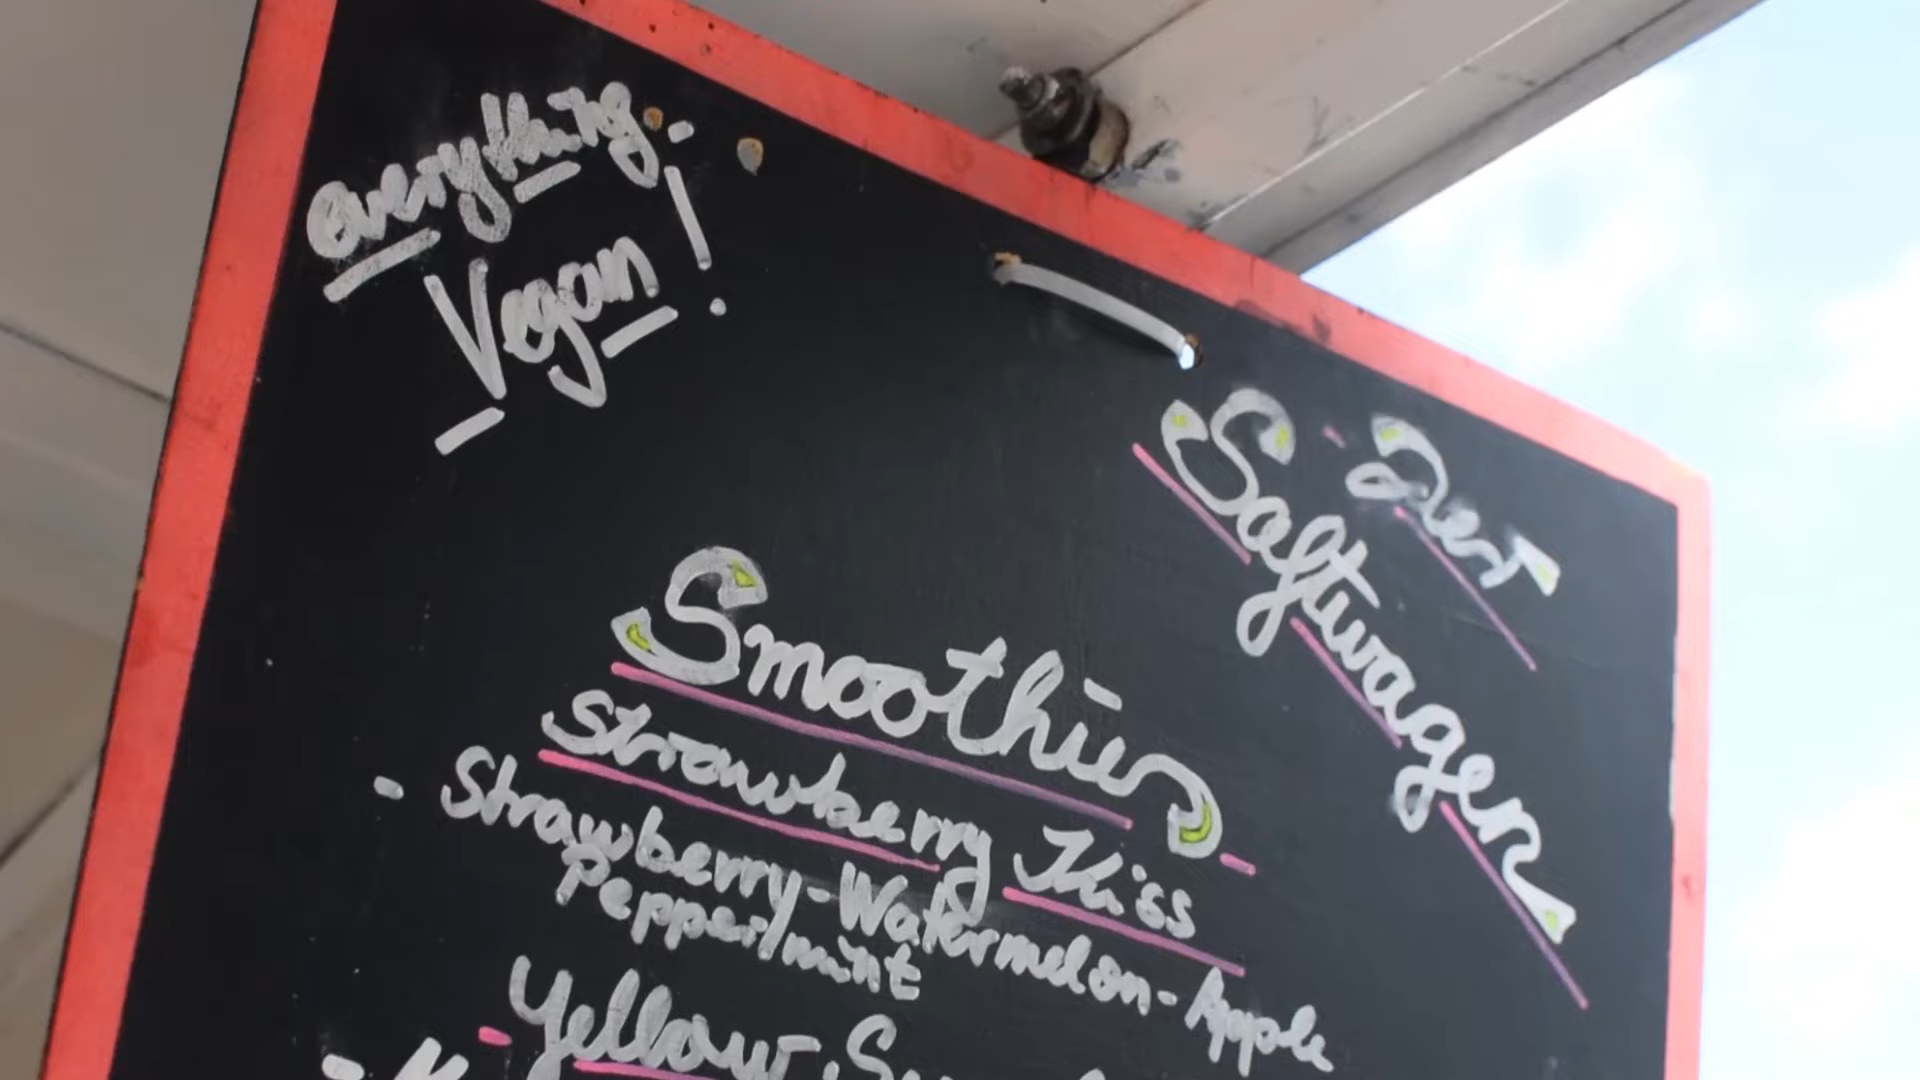 everything
Vegan!
Der
Saftwagen
Smoothies
Strawberry Kiss
- Strawberry-Watermelon-Apple
Peppermint
Yellow